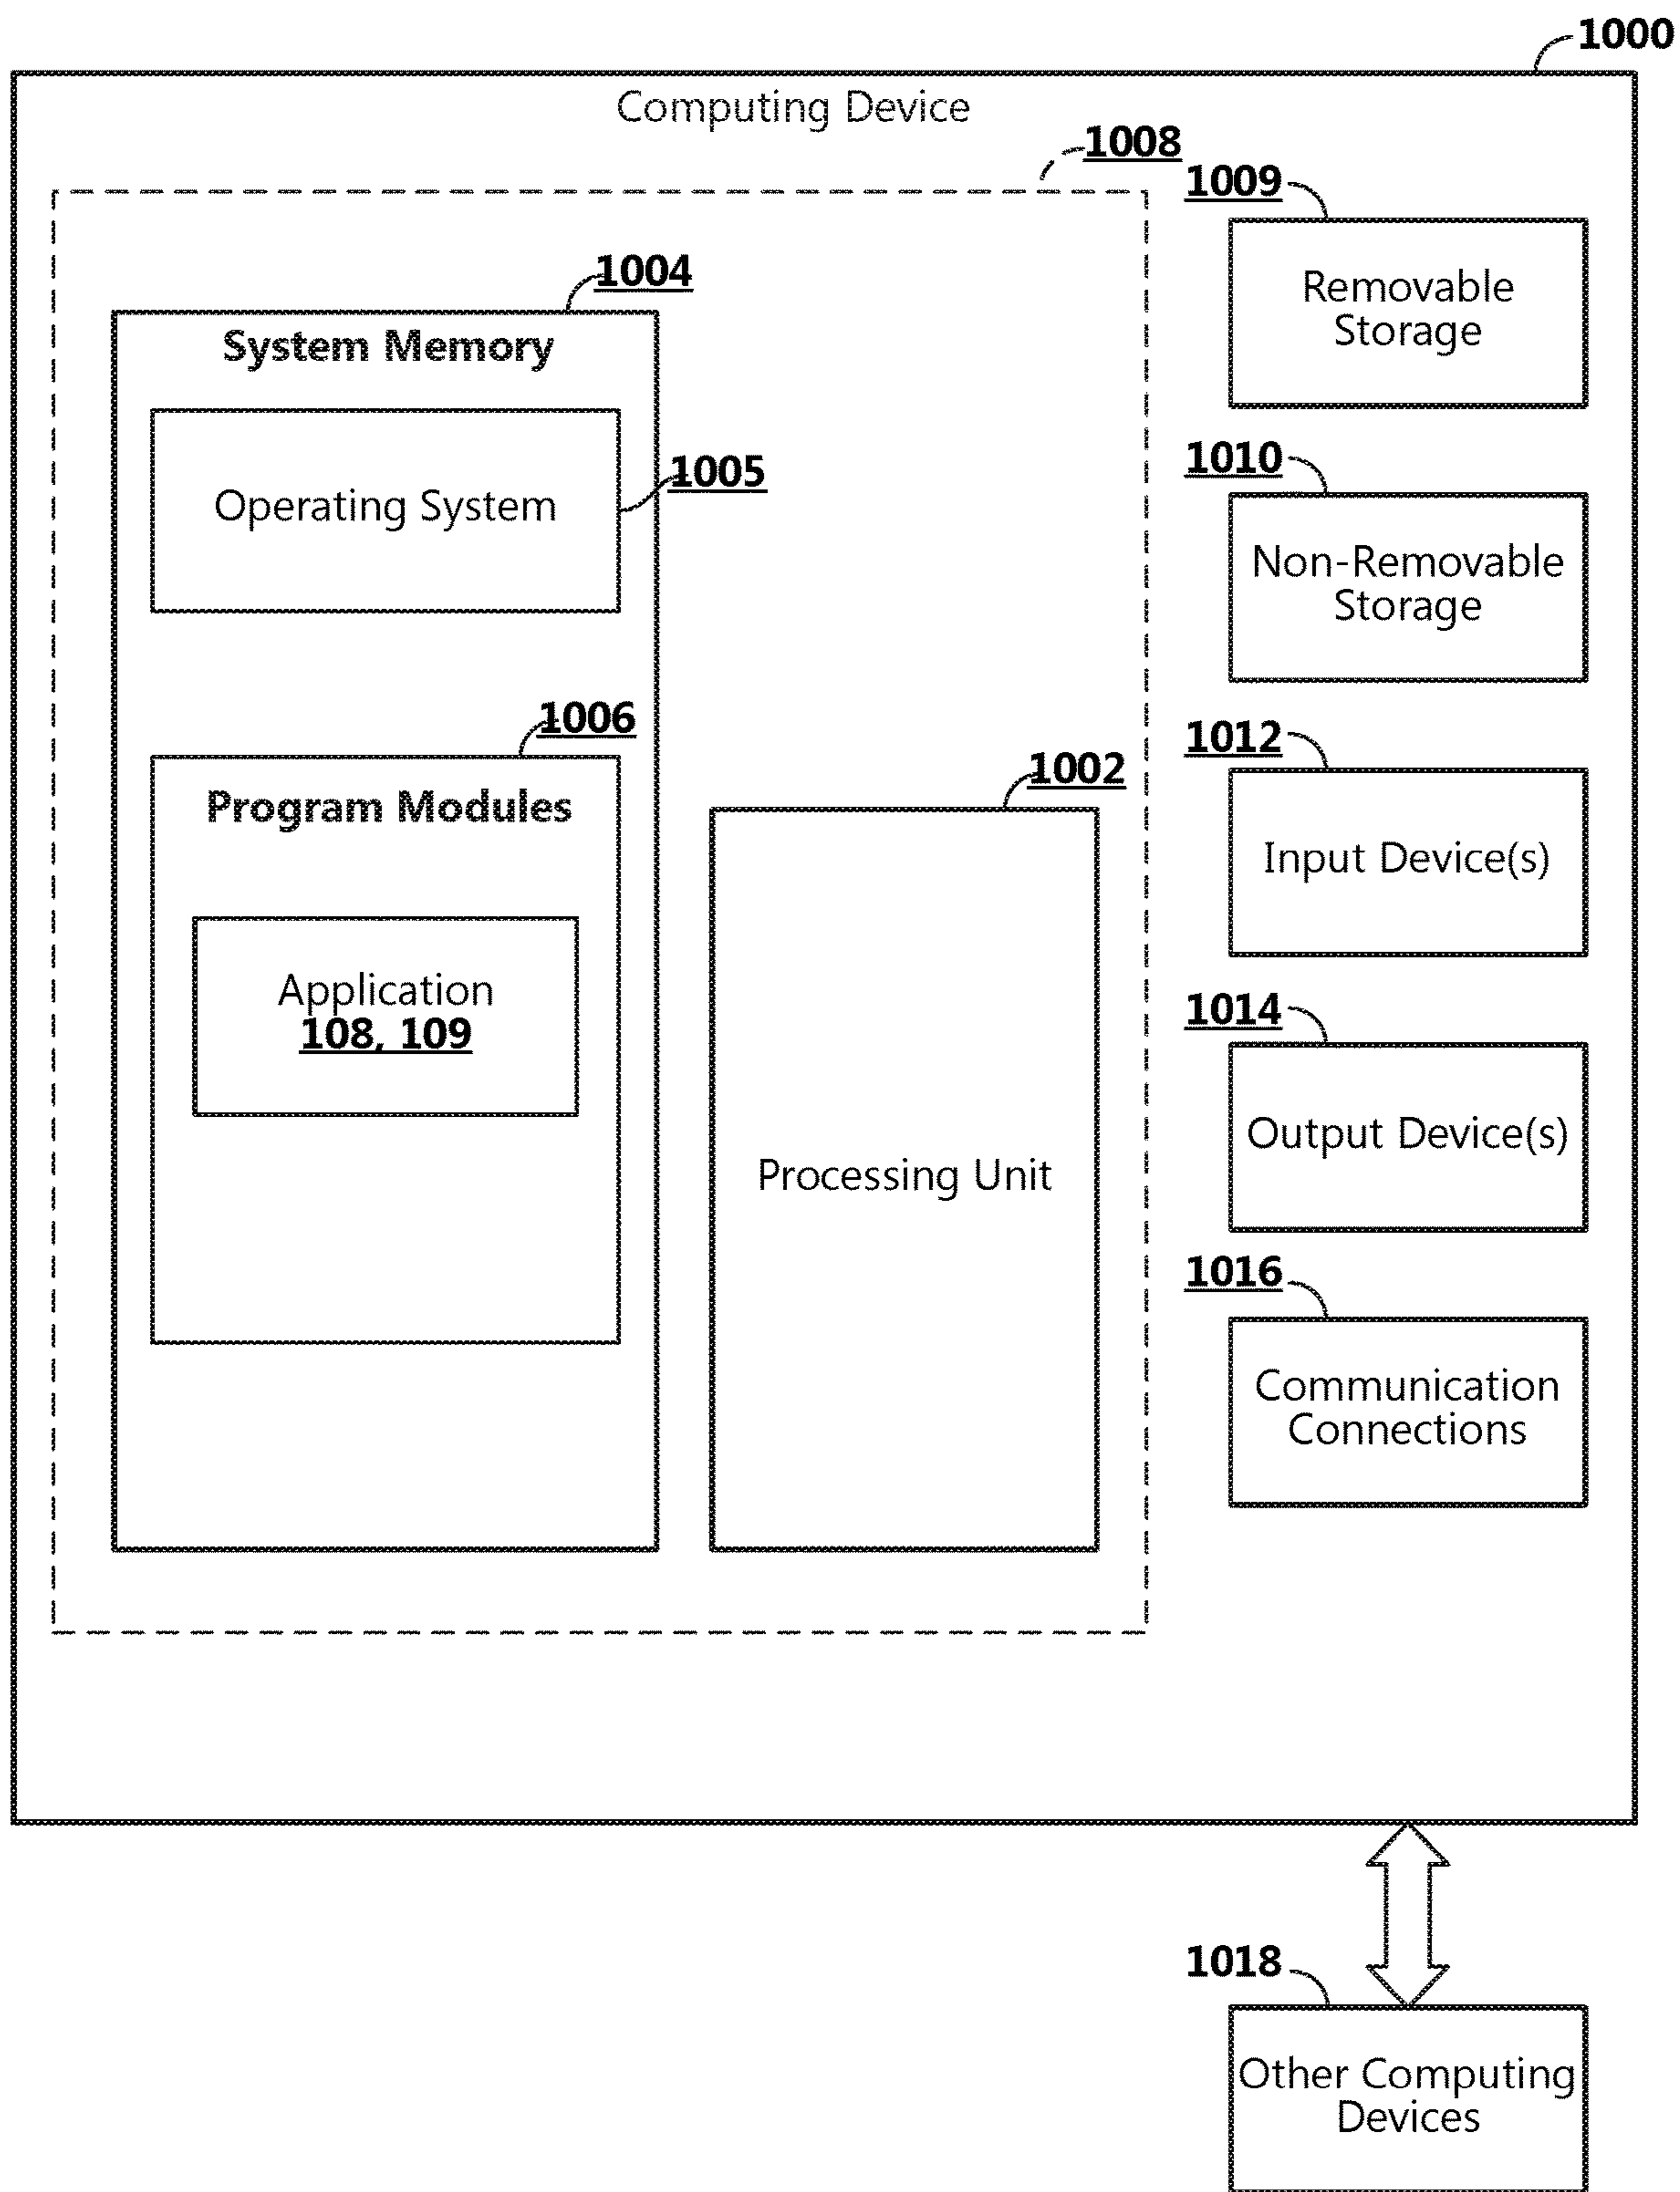 1000
Computing Device
1008
1009
Removable
Storage
1004
System Memory
Operating System
1005
1010
Non-Removable
Storage
1006
Program Modules
Application
108, 109
1002
Processing Unit
1012
Input Device(s)
1014
Output Device(s)
1016
Communication
Connections
1018
Other Computing
Devices